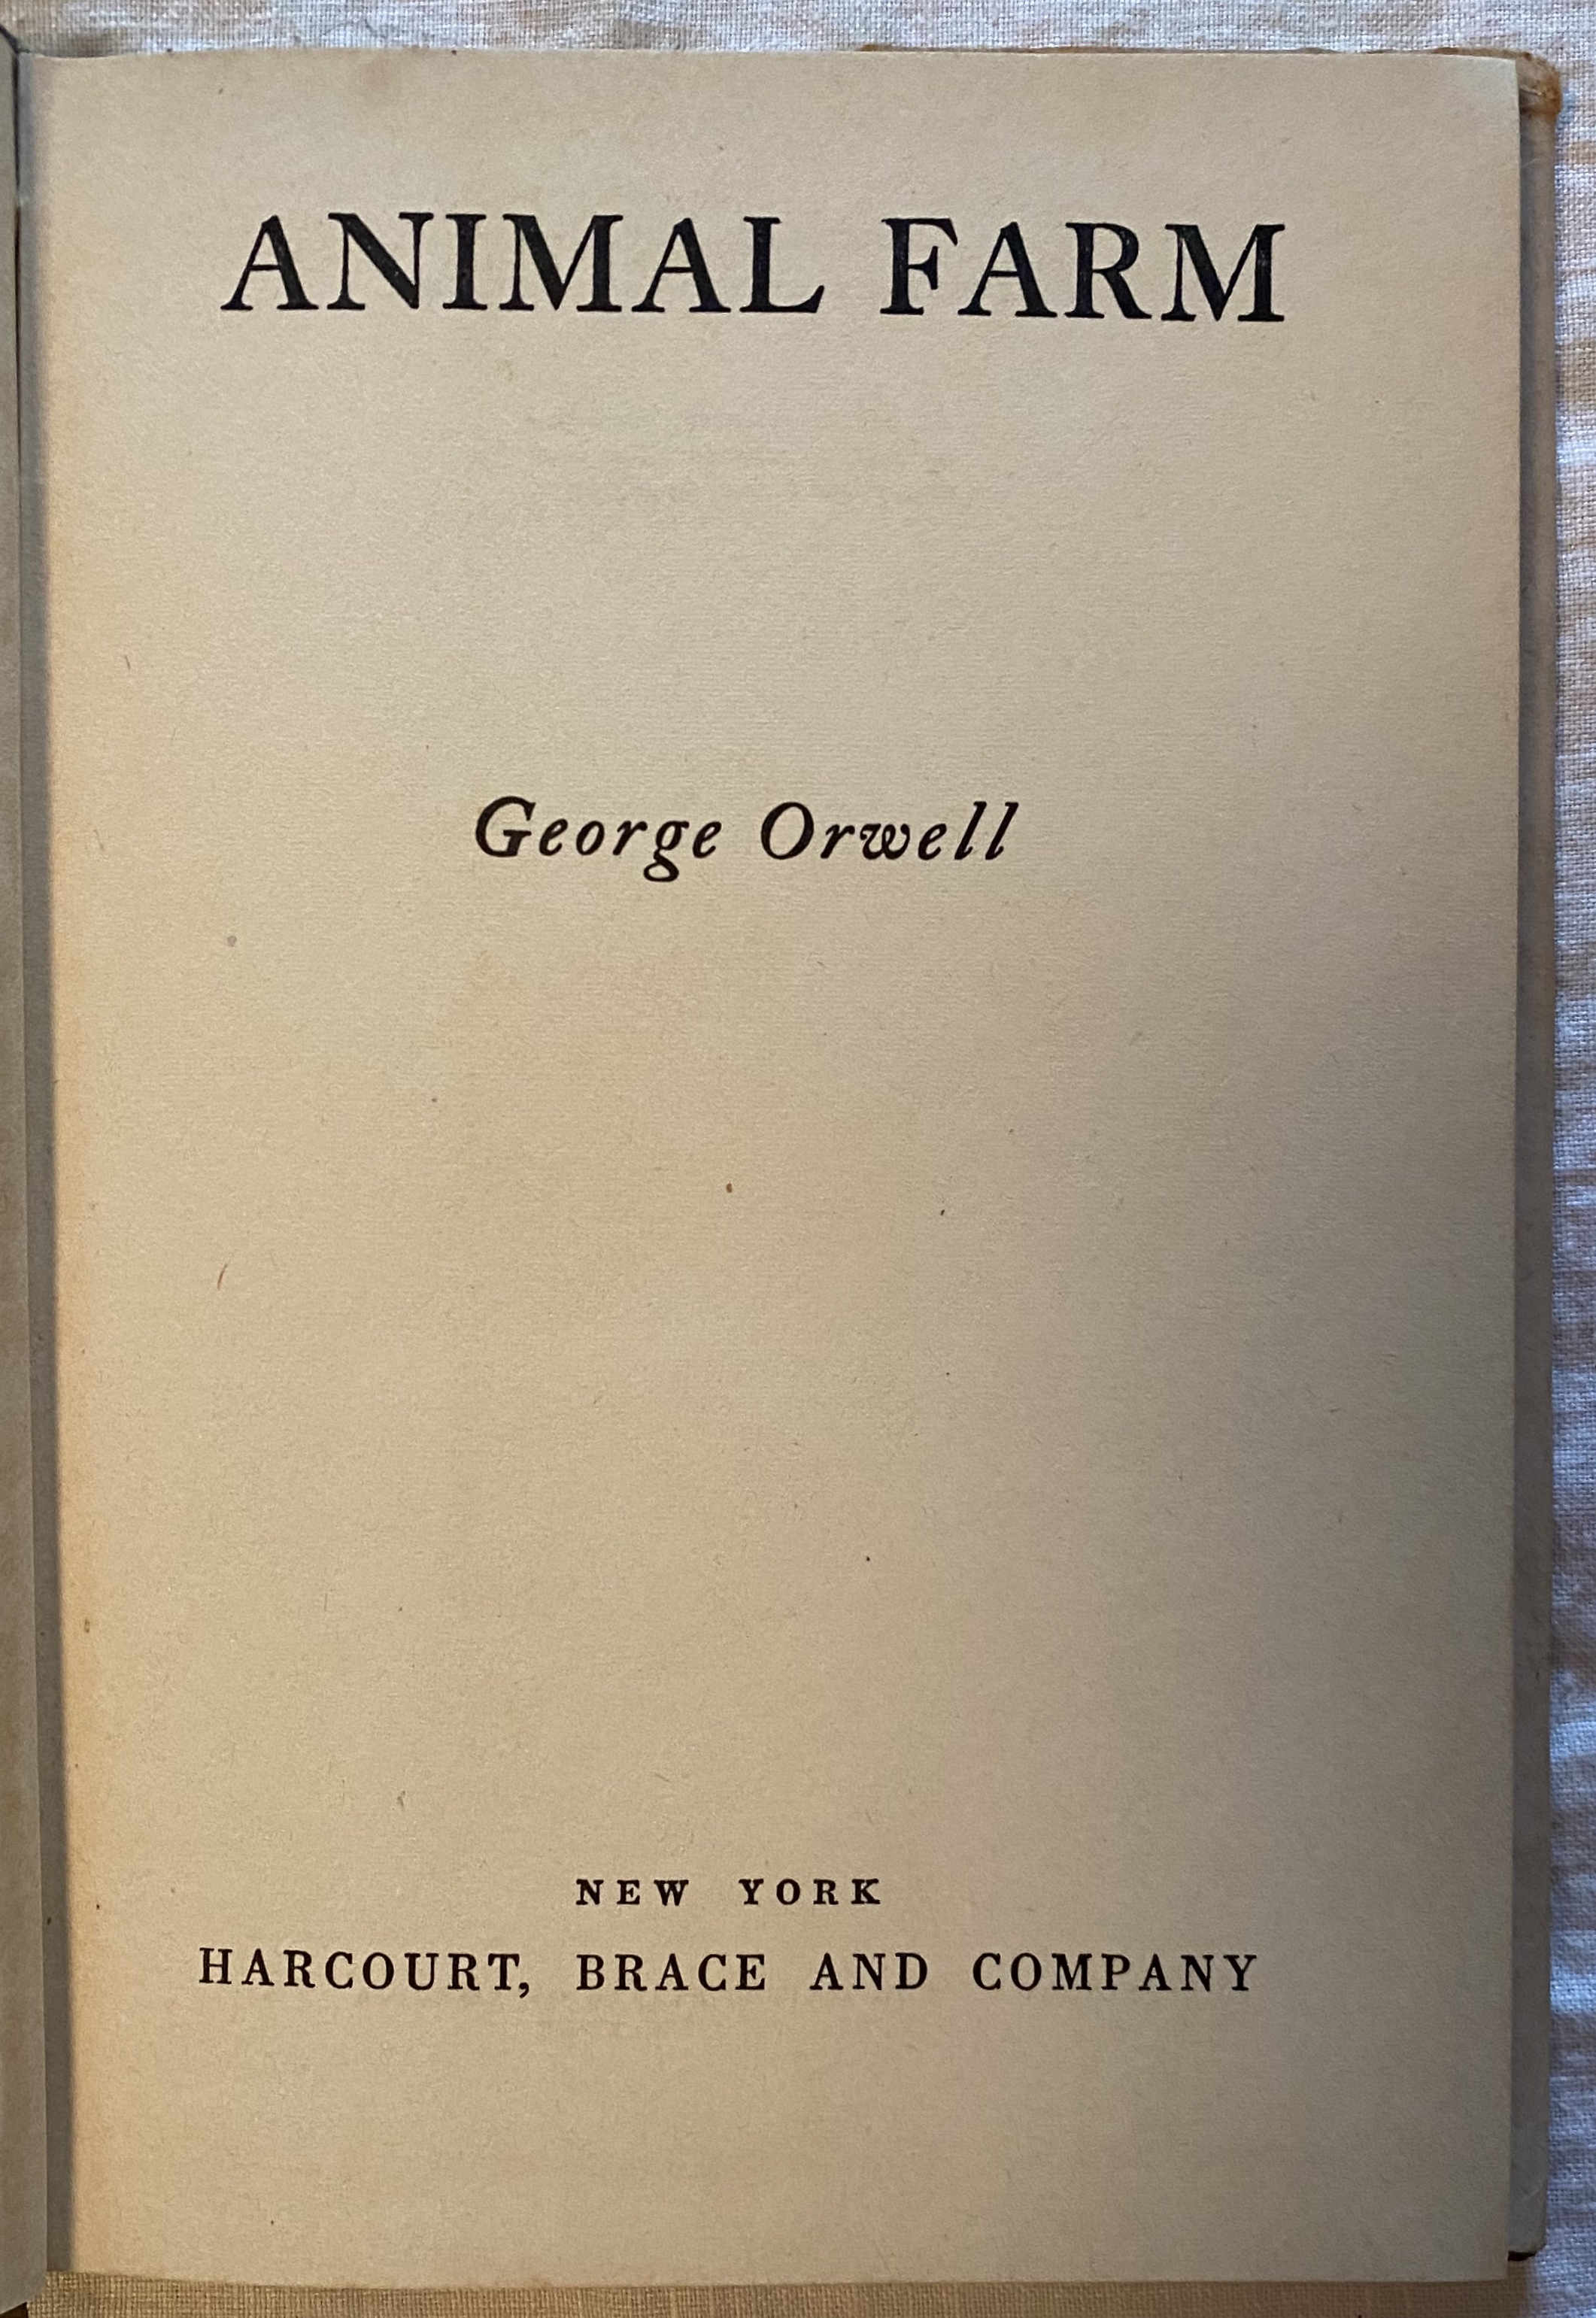 ANIMAL FARM
George Orwell
NEW YORK
HARCOURT, BRACE AND COMPANY